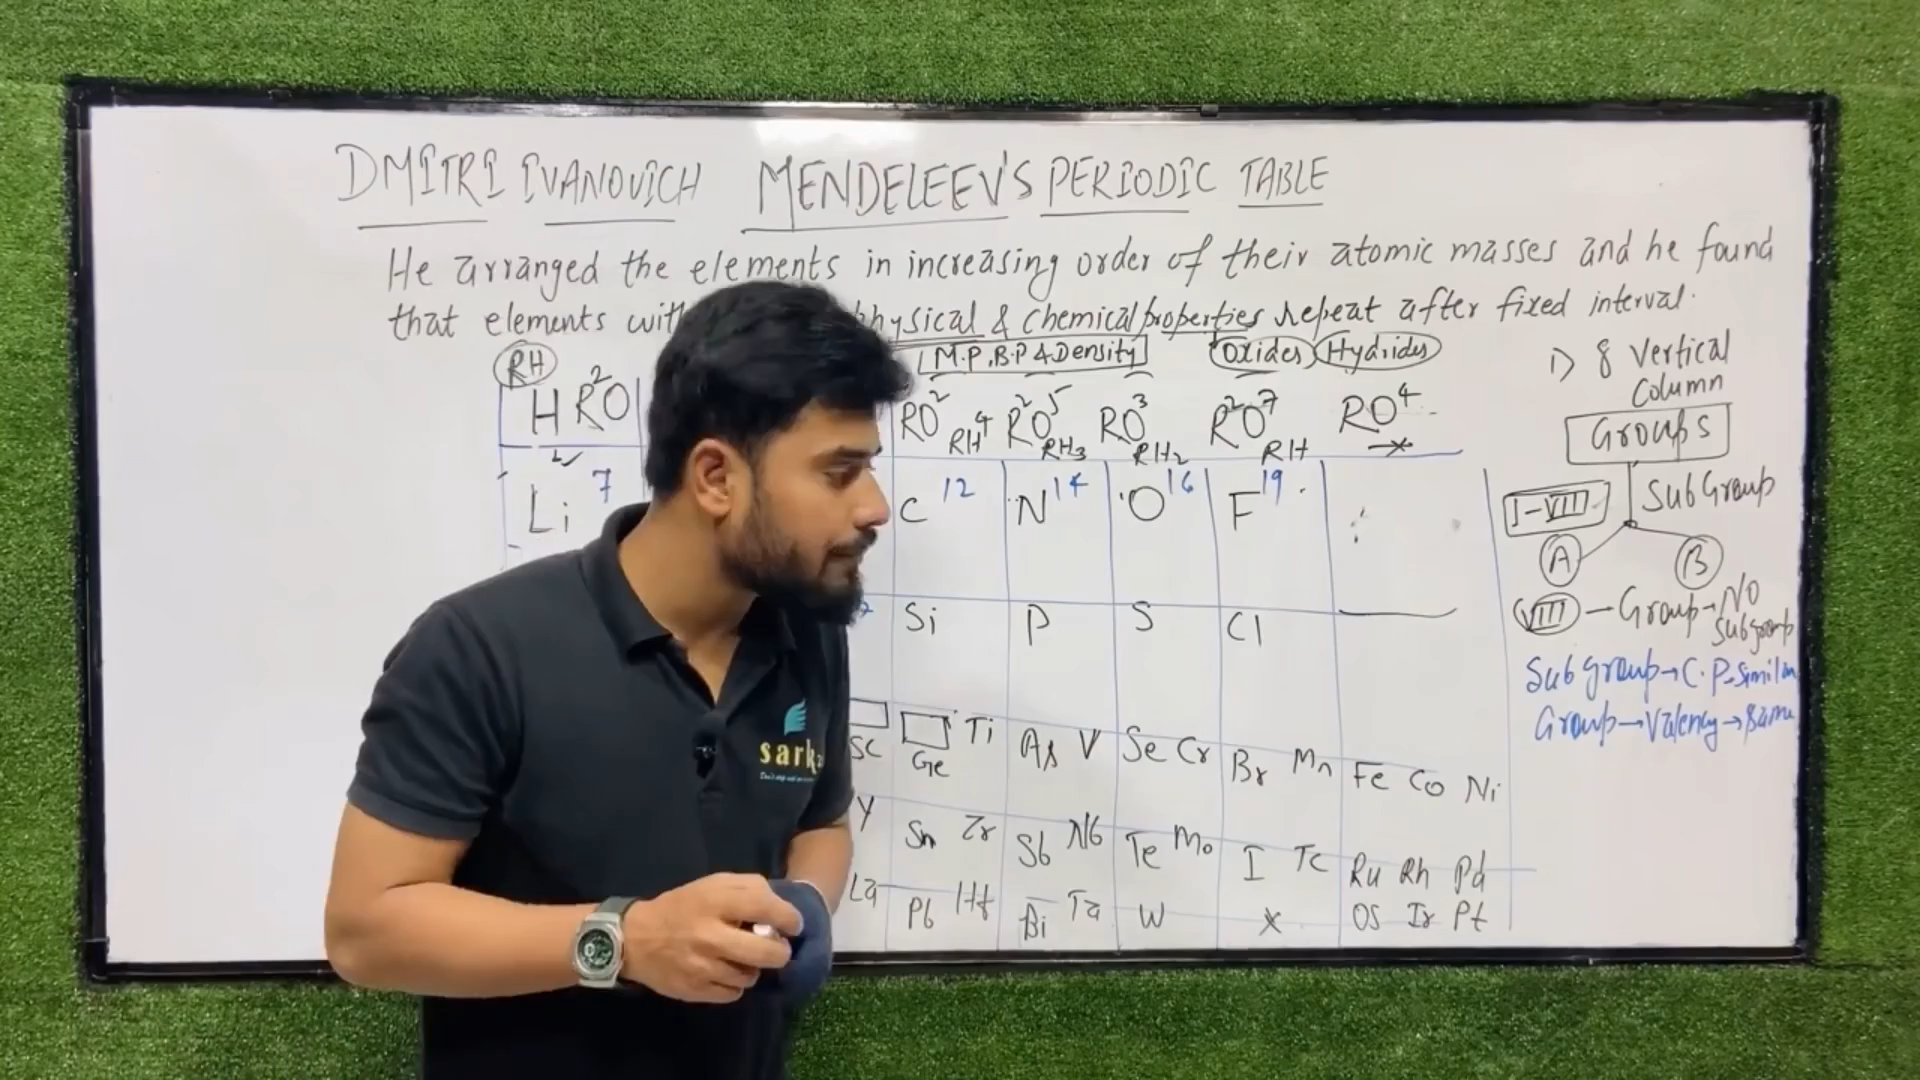 DMITRI IVANOVICH MENDELEEV'S PERIODIC TABLE
He arranged the elements in increasing order of their atomic masses and he found
that elements with physical & chemical properties repeat after fixed interval.
M.P, B.P & Density Oxides Hydrides
RH
H R²O RO² RH⁴ R²O⁵ RH₃ RO³ RH₂ R²O⁷ RH RO⁴ ×
Li 7 C 12 N 14 O 16 F 19
Si P S Cl
Sc Ge Ti As V Se Cr Br Mn Fe Co Ni
Y Sn Zr Sb Nb Te Mo I Tc Ru Rh Pd
La Pb Hf Bi Ta W × OS Ir Pt
1) 8 Vertical
Column
Groups
I-VII Sub Group
A B
VIII - Group → No
Subgroup
Sub group → C.P → Similar
Group → Valency → Same